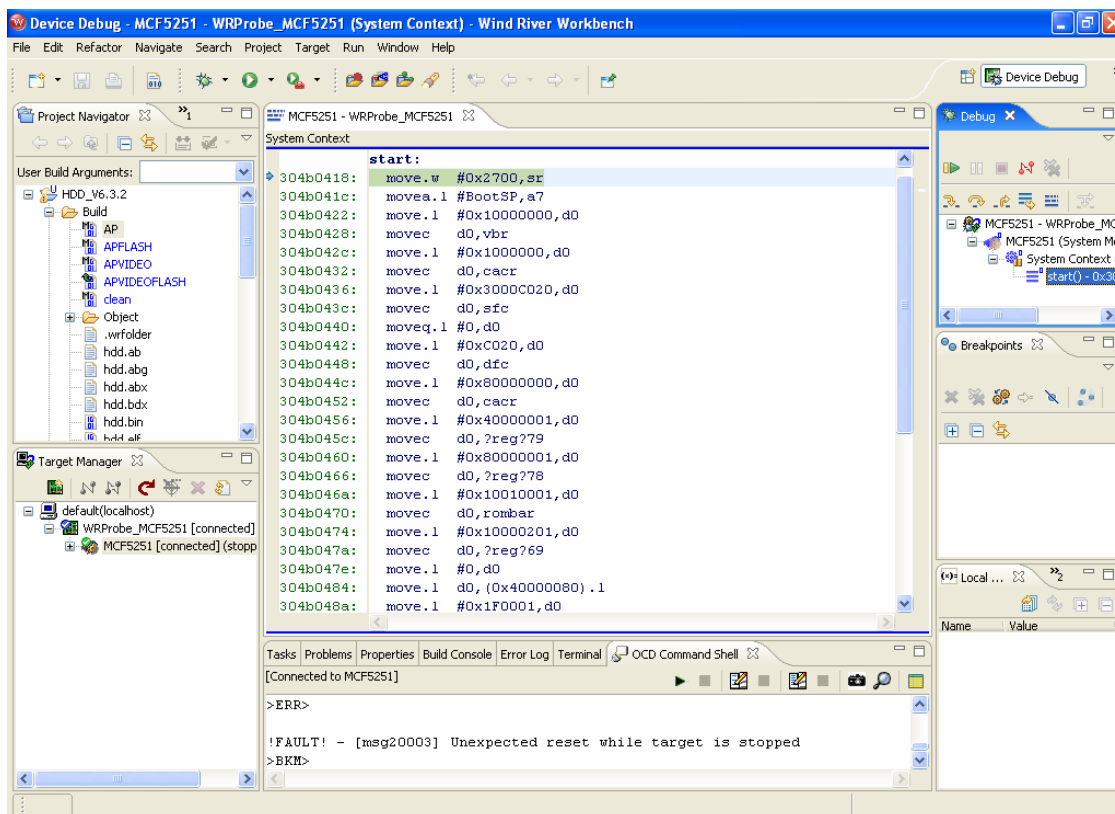 Device Debug - MCF5251 - WRProbe_MCF5251 (System Context) - Wind River Workbench
File Edit Refactor Navigate Search Project Target Run Window Help
Device Debug
Project Navigator
1
User Build Arguments:
HDD_V6.3.2
Build
AP
APFLASH
APVIDEO
APVIDEOFLASH
clean
Object
.wrfolder
hdd.ab
hdd.abg
hdd.abx
hdd.bdx
hdd.bin
hdd.elf
Target Manager
default(localhost)
WRProbe_MCF5251 [connected]
MCF5251 [connected] (stopp
MCF5251 - WRProbe_MCF5251
System Context
start:
304b0418: move.w #0x2700,sr
304b041c: movea.l #BootSP,a7
304b0422: move.l #0x10000000,d0
304b0428: movec d0,vbr
304b042c: move.l #0x1000000,d0
304b0432: movec d0,cacr
304b0436: move.l #0x3000C020,d0
304b043c: movec d0,sfc
304b0440: moveq.l #0,d0
304b0442: move.l #0xC020,d0
304b0448: movec d0,dfc
304b044c: move.l #0x80000000,d0
304b0452: movec d0,cacr
304b0456: move.l #0x40000001,d0
304b045c: movec d0,?reg?79
304b0460: move.l #0x80000001,d0
304b0466: movec d0,?reg?78
304b046a: move.l #0x10010001,d0
304b0470: movec d0,rombar
304b0474: move.l #0x10000201,d0
304b047a: movec d0,?reg?69
304b047e: move.l #0,d0
304b0484: move.l d0,(0x40000080).l
304b048a: move.l #0x1F0001,d0
Tasks Problems Properties Build Console Error Log Terminal OCD Command Shell
[Connected to MCF5251]
>ERR>
!FAULT! - [msg20003] Unexpected reset while target is stopped
>BKM>
Debug
MCF5251 - WRProbe_MC
MCF5251 (System Mo
System Context
start() - 0x30
Breakpoints
Local ...
2
Name Value